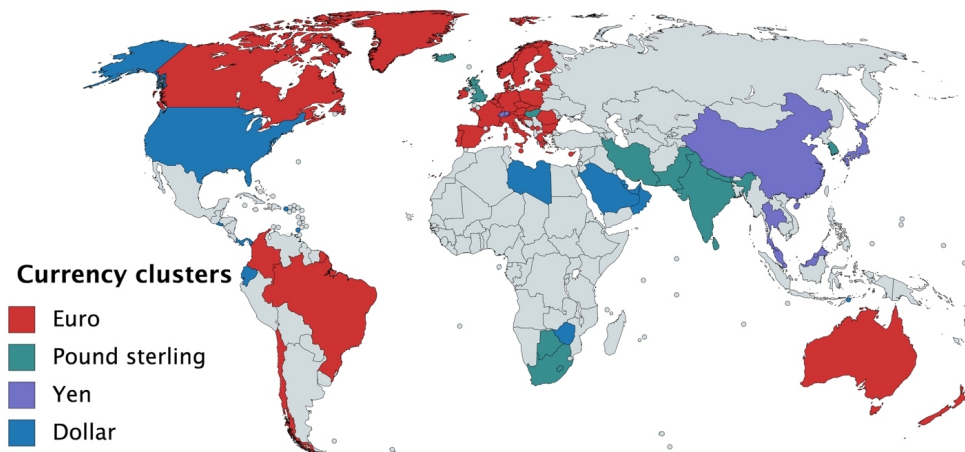 Currency clusters
Euro
Pound sterling
Yen
Dollar